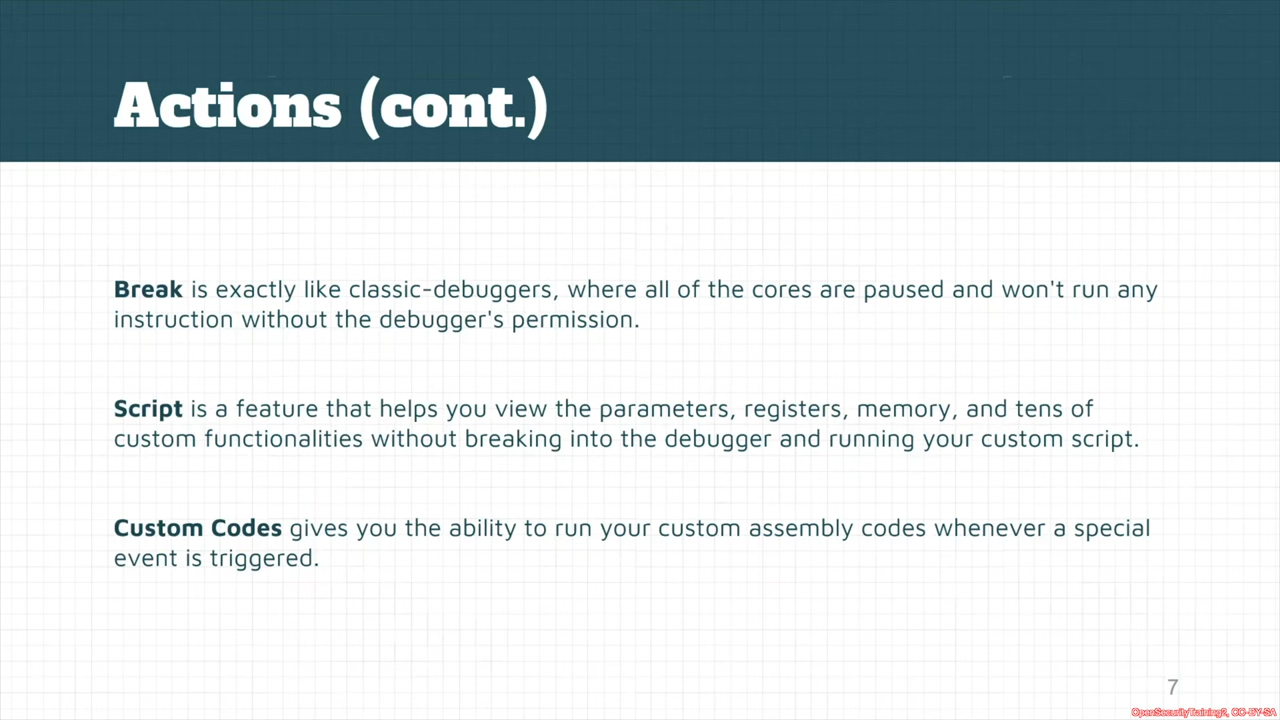 Actions (cont.)
Break is exactly like classic-debuggers, where all of the cores are paused and won't run any
instruction without the debugger's permission.
Script is a feature that helps you view the parameters, registers, memory, and tens of
custom functionalities without breaking into the debugger and running your custom script.
Custom Codes gives you the ability to run your custom assembly codes whenever a special
event is triggered.
7
OpenSecurityTraining2, CC-BY-SA